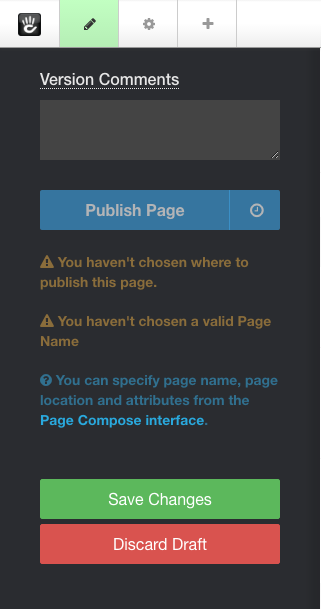 Version Comments
Publish Page
You haven't chosen where to
publish this page.
You haven't chosen a valid Page
Name
You can specify page name, page
location and attributes from the
Page Compose interface.
Save Changes
Discard Draft